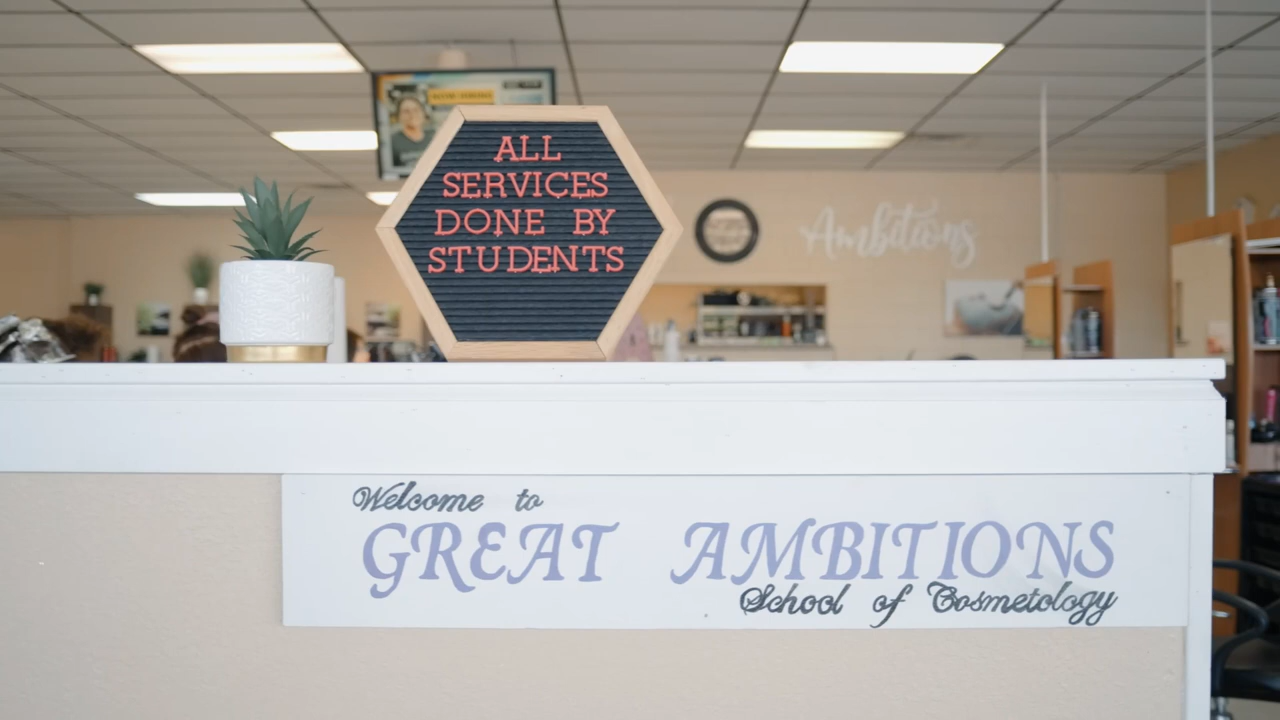 ALL
SERVICES
DONE BY
STUDENTS
Ambitions
Welcome to
GREAT AMBITIONS
School of Cosmetology